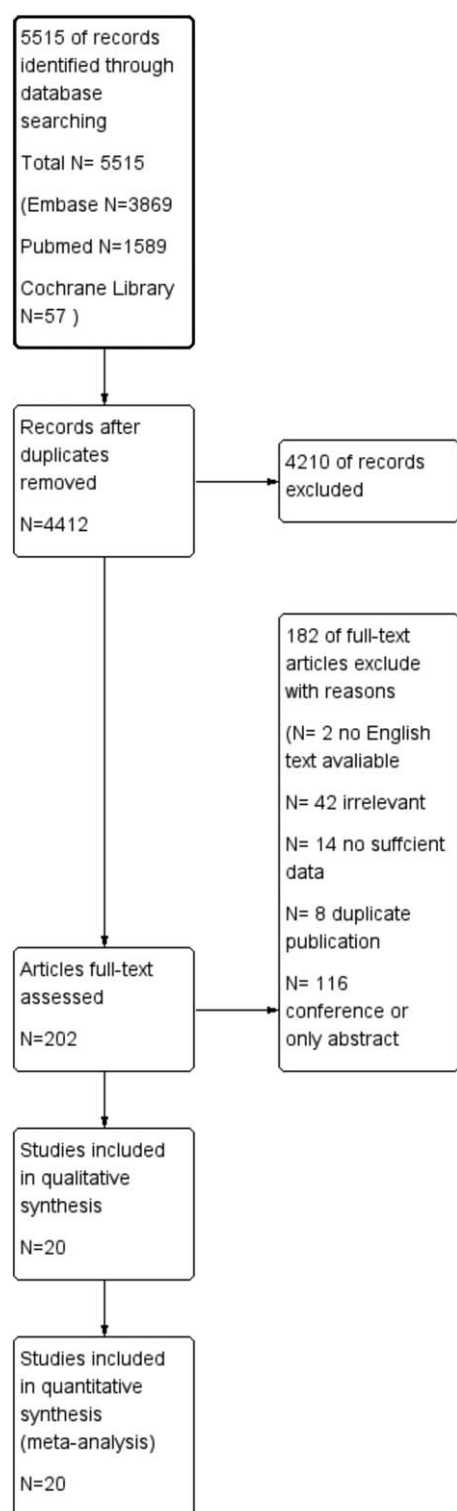 5515 of records
identified through
database
searching
Total N= 5515
(Embase N=3869
Pubmed N=1589
Cochrane Library
N=57 )
Records after
duplicates
removed
N=4412
4210 of records
excluded
182 of full-text
articles exclude
with reasons
(N= 2 no English
text avaliable
N= 42 irrelevant
N= 14 no suffcient
data
N= 8 duplicate
publication
N= 116
conference or
only abstract
Articles full-text
assessed
N=202
Studies included
in qualitative
synthesis
N=20
Studies included
in quantitative
synthesis
(meta-analysis)
N=20